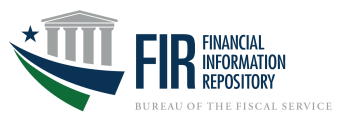 FIR FINANCIAL
INFORMATION
REPOSITORY
BUREAU OF THE FISCAL SERVICE